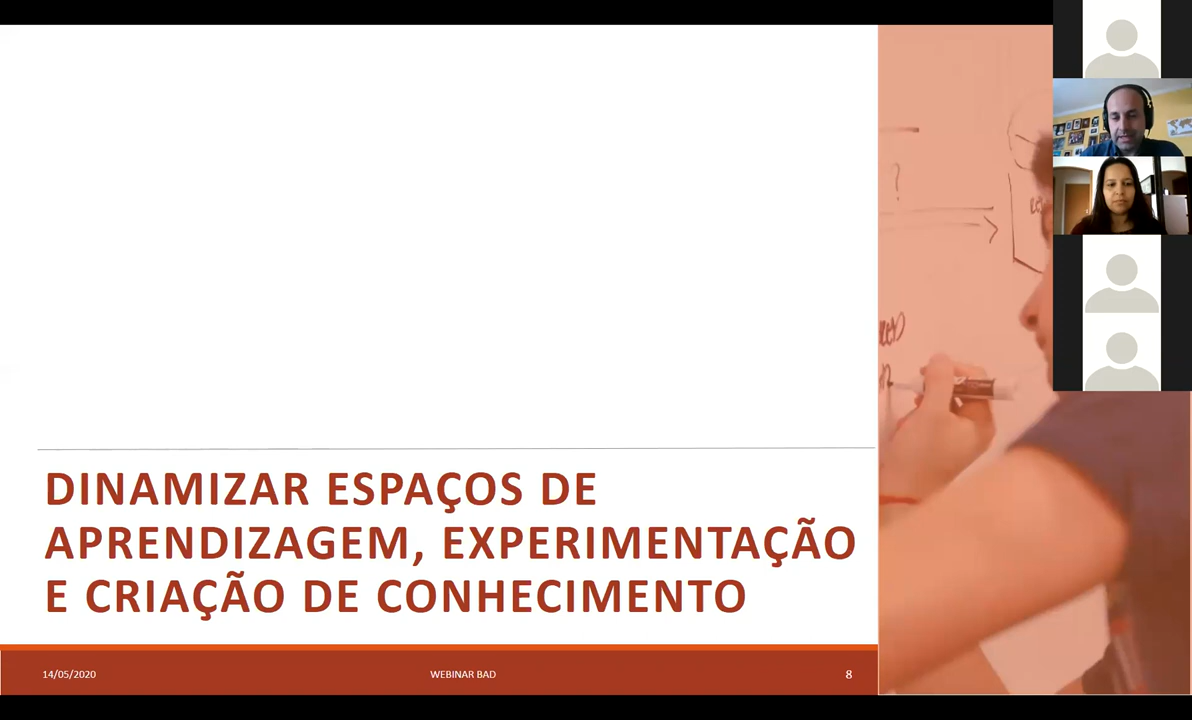 DINAMIZAR ESPAÇOS DE
APRENDIZAGEM, EXPERIMENTAÇÃO
E CRIAÇÃO DE CONHECIMENTO
14/05/2020
WEBINAR BAD
8
?